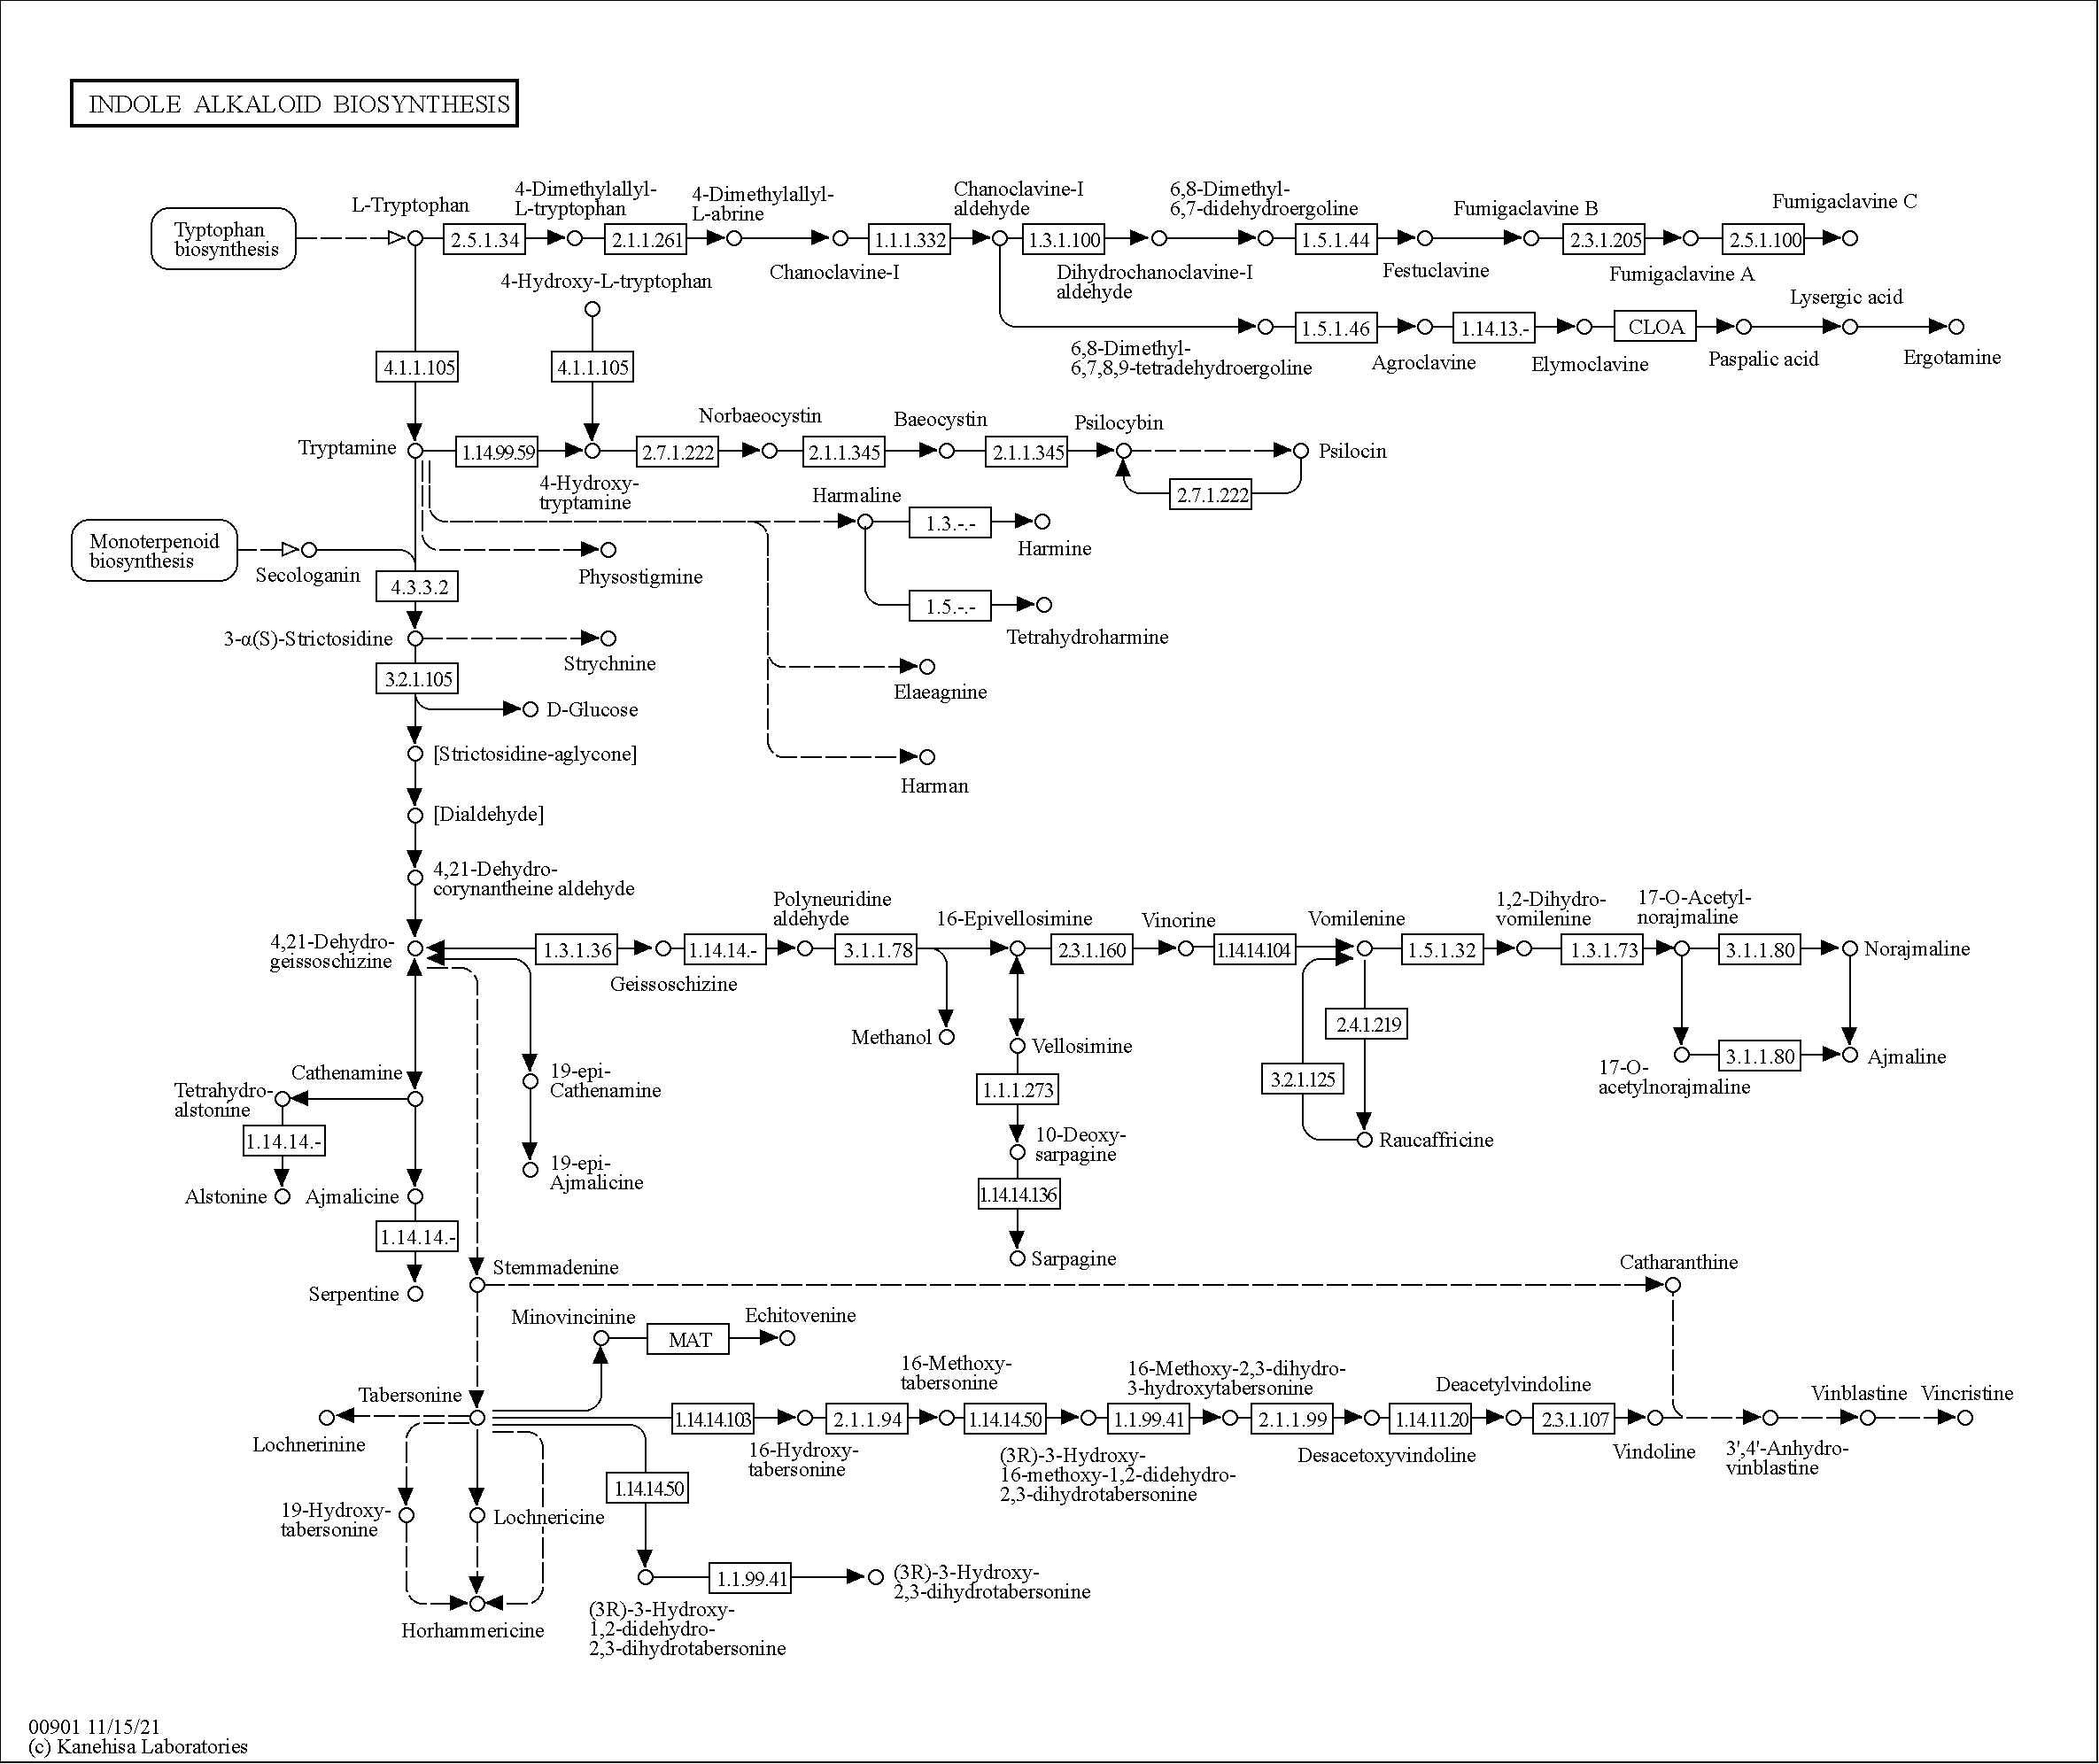 INDOLE ALKALOID BIOSYNTHESIS
Typtophan
biosynthesis
L-Tryptophan
2.5.1.34
4-Dimethylallyl-
L-tryptophan
2.1.1.261
4-Dimethylallyl-
L-abrine
Chanoclavine-I
1.1.1.332
Chanoclavine-I
aldehyde
1.3.1.100
Dihydrochanoclavine-I
aldehyde
6,8-Dimethyl-
6,7-didehydroergoline
1.5.1.44
Festuclavine
Fumigaclavine B
2.3.1.205
Fumigaclavine A
2.5.1.100
Fumigaclavine C
4-Hydroxy-L-tryptophan
6,8-Dimethyl-
6,7,8,9-tetradehydroergoline
1.5.1.46
Agroclavine
1.14.13.-
Elymoclavine
CLOA
Paspalic acid
Lysergic acid
Ergotamine
4.1.1.105
4.1.1.105
Tryptamine
1.14.99.59
4-Hydroxy-
tryptamine
2.7.1.222
Norbaeocystin
2.1.1.345
Baeocystin
2.1.1.345
Psilocybin
Psilocin
2.7.1.222
Harmaline
1.3.-.-
Harmine
1.5.-.-
Tetrahydroharmine
Monoterpenoid
biosynthesis
Secologanin
Physostigmine
4.3.3.2
3-α(S)-Strictosidine
Strychnine
3.2.1.105
Elaeagnine
D-Glucose
[Strictosidine-aglycone]
Harman
[Dialdehyde]
4,21-Dehydro-
corynantheine aldehyde
4,21-Dehydro-
geissoschizine
1.3.1.36
Geissoschizine
1.14.14.-
Polyneuridine
aldehyde
3.1.1.78
Methanol
16-Epivellosimine
2.3.1.160
Vinorine
1.14.14.104
Vomilenine
1.5.1.32
1,2-Dihydro-
vomilenine
1.3.1.73
17-O-Acetyl-
norajmaline
3.1.1.80
Norajmaline
2.4.1.219
3.2.1.125
Raucaffricine
17-O-
acetylnorajmaline
3.1.1.80
Ajmaline
Vellosimine
1.1.1.273
10-Deoxy-
sarpagine
1.14.14.136
Sarpagine
Cathenamine
Tetrahydro-
alstonine
1.14.14.-
Alstonine
Ajmalicine
1.14.14.-
Serpentine
19-epi-
Cathenamine
19-epi-
Ajmalicine
Stemmadenine
Catharanthine
Minovincinine
MAT
Echitovenine
Tabersonine
Lochnerinine
1.14.14.103
16-Hydroxy-
tabersonine
2.1.1.94
16-Methoxy-
tabersonine
1.14.14.50
(3R)-3-Hydroxy-
16-methoxy-1,2-didehydro-
2,3-dihydrotabersonine
1.1.99.41
16-Methoxy-2,3-dihydro-
3-hydroxytabersonine
2.1.1.99
Desacetoxyvindoline
1.14.11.20
Deacetylvindoline
2.3.1.107
Vindoline
3',4'-Anhydro-
vinblastine
Vinblastine
Vincristine
1.14.14.50
19-Hydroxy-
tabersonine
Lochnericine
Horhammericine
(3R)-3-Hydroxy-
1,2-didehydro-
2,3-dihydrotabersonine
1.1.99.41
(3R)-3-Hydroxy-
2,3-dihydrotabersonine
00901 11/15/21
(c) Kanehisa Laboratories